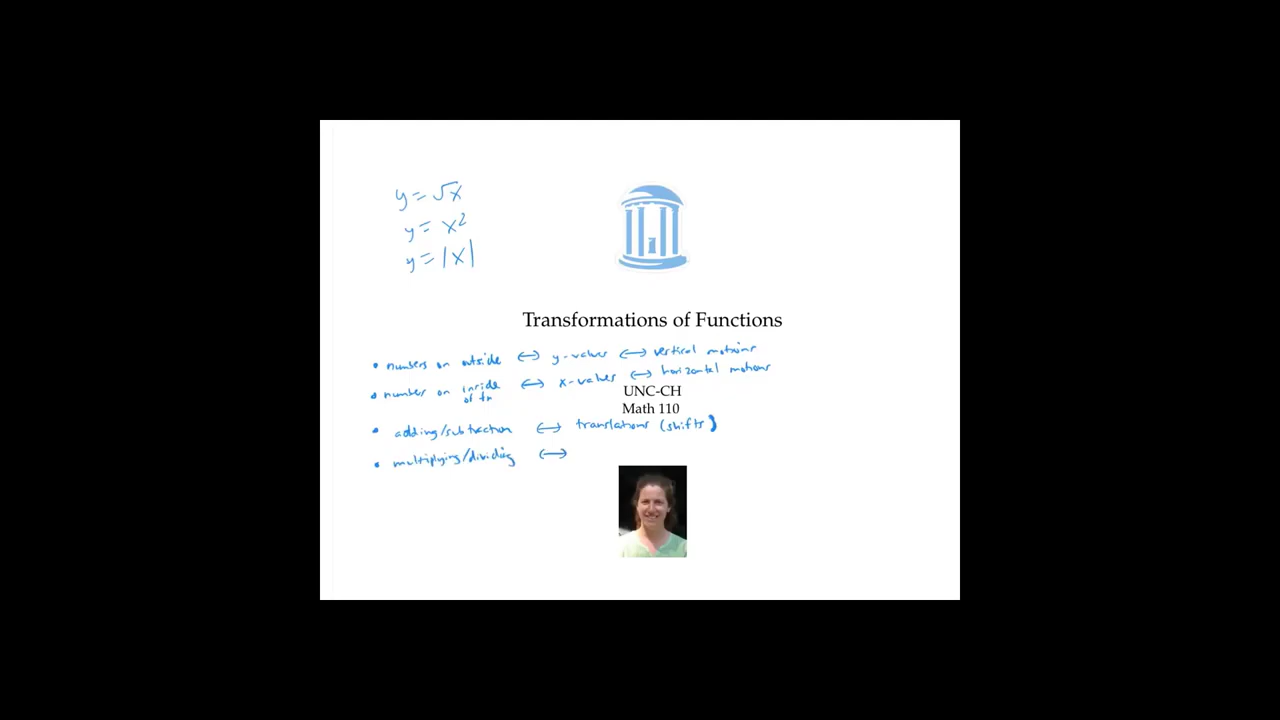 y = √x
y = x²
y = |x|
Transformations of Functions
• numbers on outside ↔ y-values ↔ vertical motions
• numbers on inside of fn ↔ x-values ↔ horizontal motions
UNC-CH
Math 110
• adding/subtraction ↔ translations (shifts)
• multiplying/dividing ↔